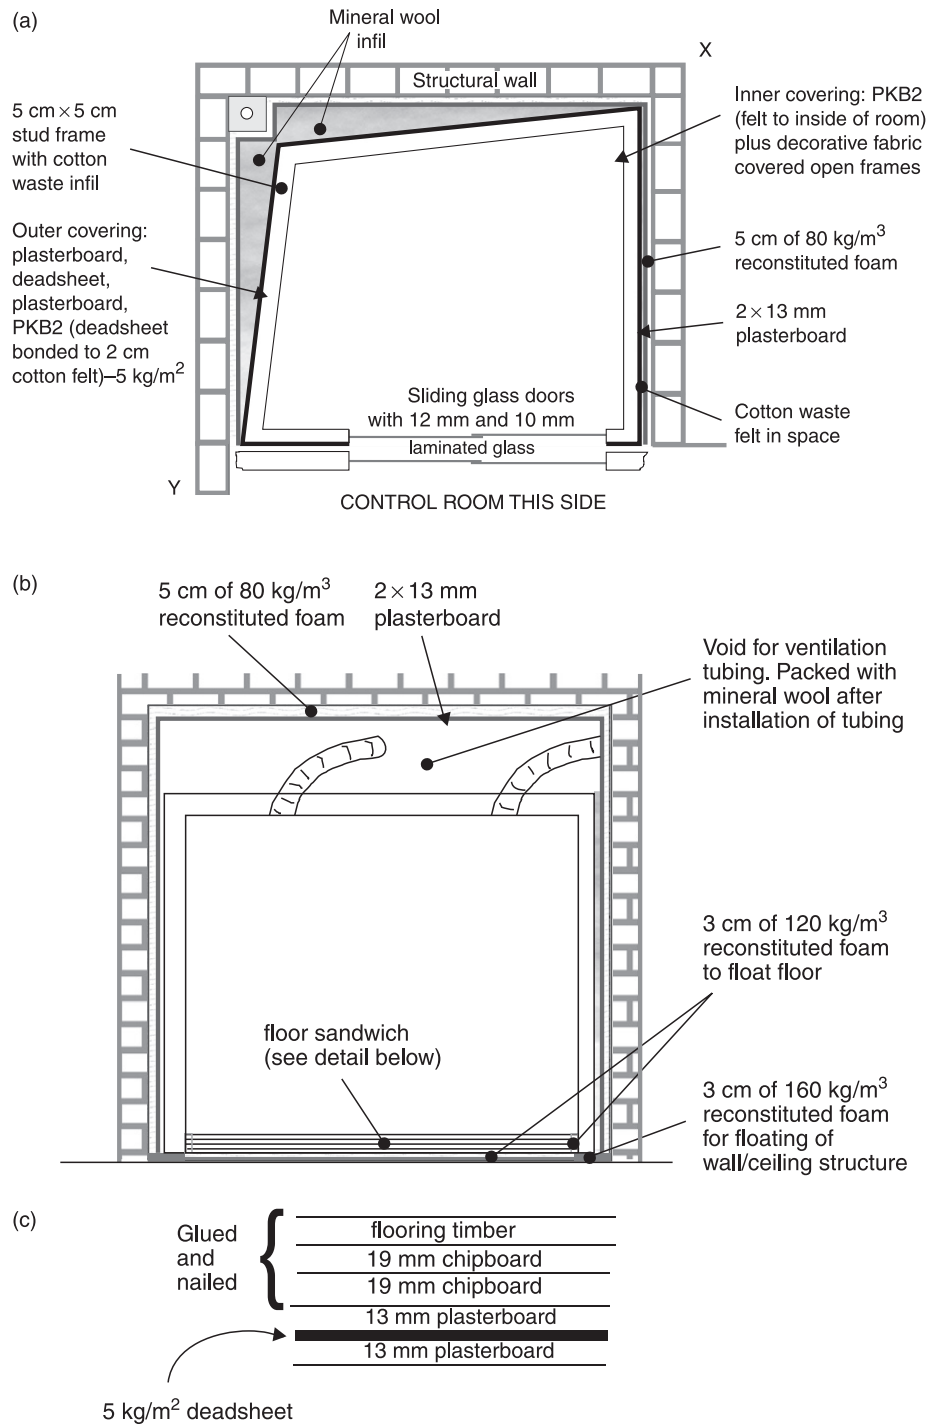 (a)
Mineral wool
infil
X
Structural wall
5 cm × 5 cm
stud frame
with cotton
waste infil
Inner covering: PKB2
(felt to inside of room)
plus decorative fabric
covered open frames
Outer covering:
plasterboard,
deadsheet,
plasterboard,
PKB2 (deadsheet
bonded to 2 cm
cotton felt)–5 kg/m²
5 cm of 80 kg/m³
reconstituted foam
2 × 13 mm
plasterboard
Sliding glass doors
with 12 mm and 10 mm
laminated glass
Cotton waste
felt in space
Y
CONTROL ROOM THIS SIDE
(b)
5 cm of 80 kg/m³
reconstituted foam
2 × 13 mm
plasterboard
Void for ventilation
tubing. Packed with
mineral wool after
installation of tubing
3 cm of 120 kg/m³
reconstituted foam
to float floor
floor sandwich
(see detail below)
3 cm of 160 kg/m³
reconstituted foam
for floating of
wall/ceiling structure
(c)
Glued
and
nailed
flooring timber
19 mm chipboard
19 mm chipboard
13 mm plasterboard
13 mm plasterboard
5 kg/m² deadsheet